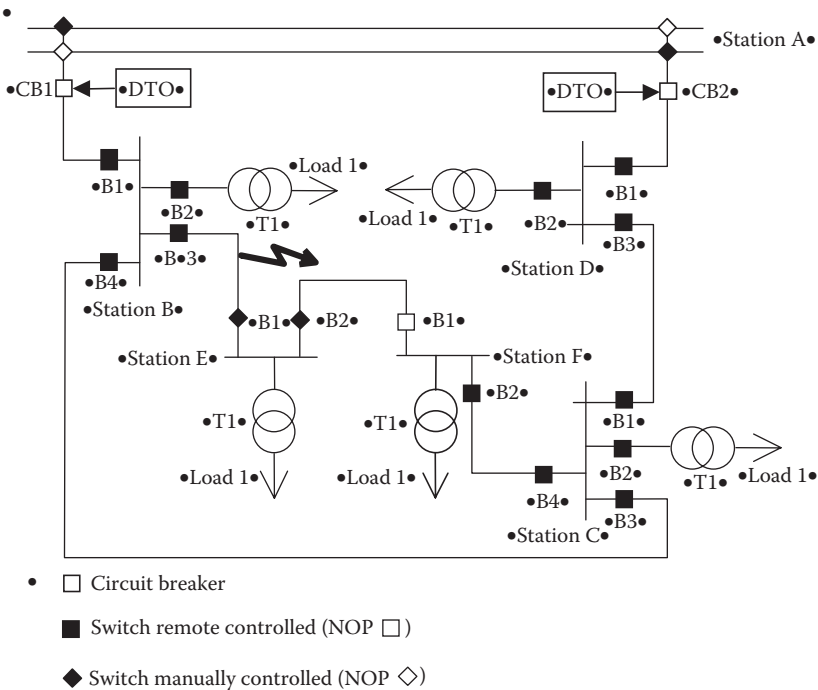 •
•Station A•
•CB1
•DTO•
•DTO•
•CB2•
•Load 1•
•B1•
•B2•
•T1•
•Load 1•
•T1•
•B2•
•B1•
•B•3•
•B3•
•B4•
•Station D•
•Station B•
•B1•
•B2•
•B1•
•Station E•
•Station F•
•B2•
•T1•
•T1•
•B1•
•Load 1•
•Load 1•
•B2•
•T1•
•Load 1•
•B4•
•B3•
•Station C•
• Circuit breaker
Switch remote controlled (NOP □)
Switch manually controlled (NOP ◇)